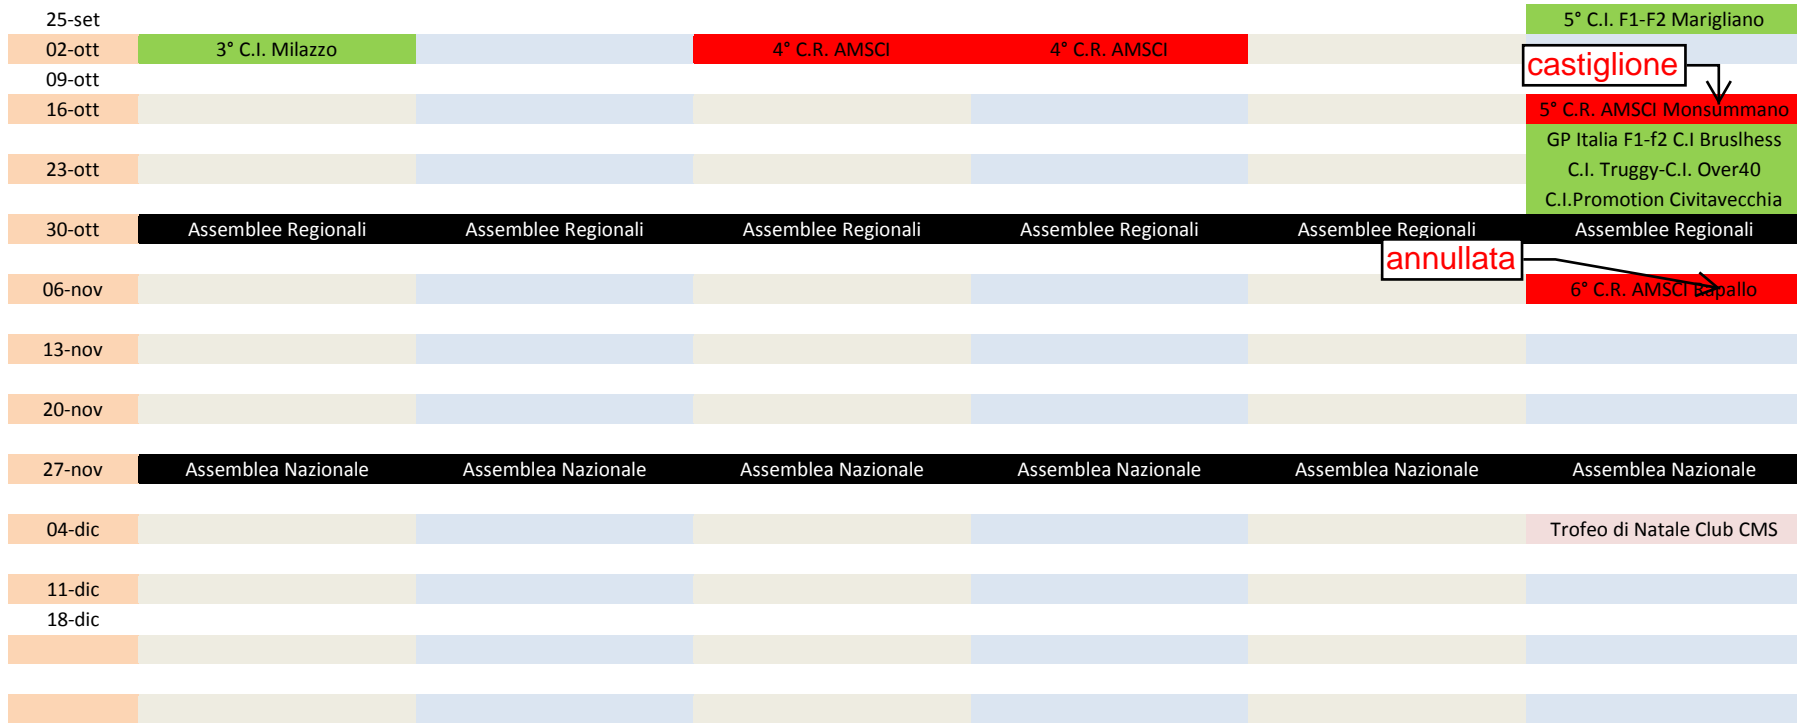 25-set 5° C.I. F1-F2 Marigliano
02-ott 3° C.I. Milazzo 4° C.R. AMSCI 4° C.R. AMSCI
castiglione
09-ott
16-ott 5° C.R. AMSCI Monsummano
GP Italia F1-f2 C.I Bruslhess
23-ott C.I. Truggy-C.I. Over40
C.I.Promotion Civitavecchia
30-ott Assemblee Regionali Assemblee Regionali Assemblee Regionali Assemblee Regionali Assemblee Regionali Assemblee Regionali
annullata
06-nov 6° C.R. AMSCI Rapallo
13-nov
20-nov
27-nov Assemblea Nazionale Assemblea Nazionale Assemblea Nazionale Assemblea Nazionale Assemblea Nazionale Assemblea Nazionale
04-dic Trofeo di Natale Club CMS
11-dic
18-dic